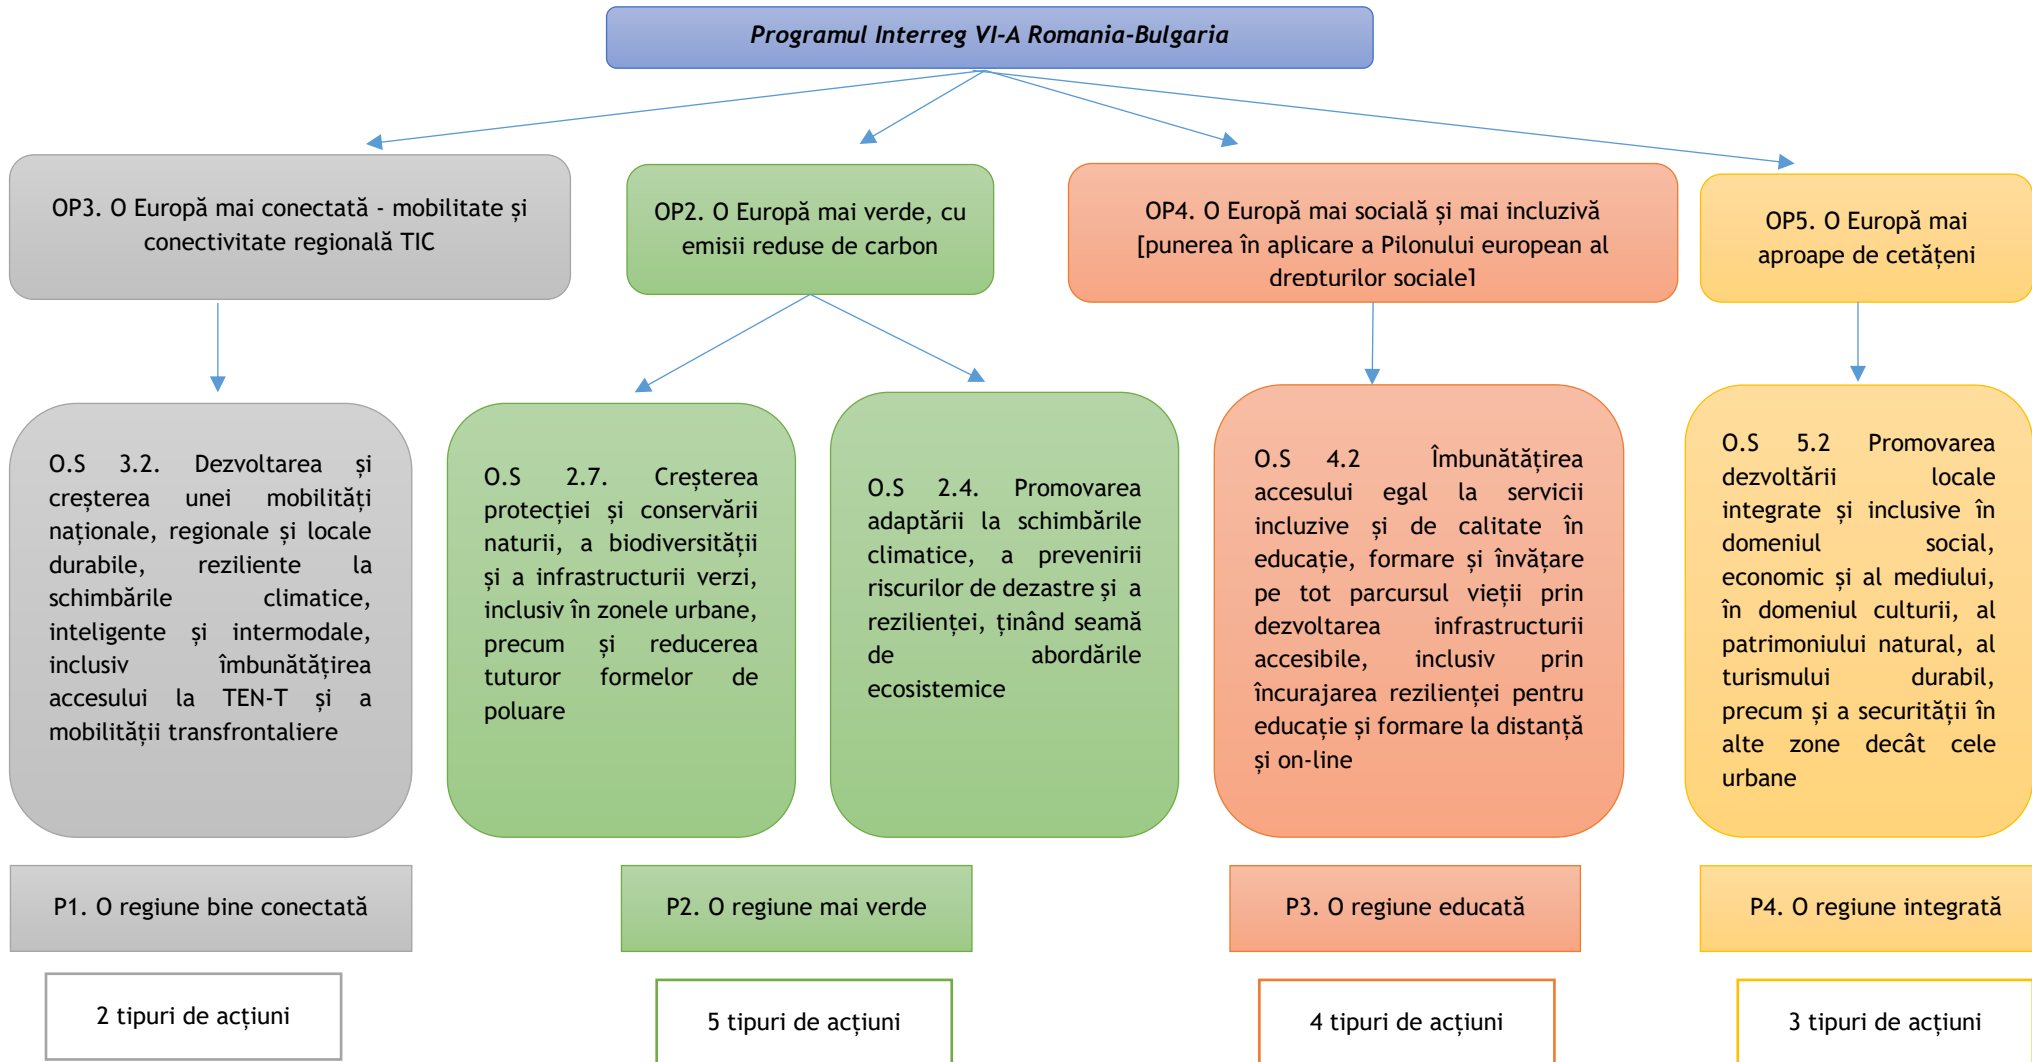 Programul Interreg VI-A Romania-Bulgaria
OP3. O Europă mai conectată - mobilitate și
conectivitate regională TIC
OP2. O Europă mai verde, cu
emisii reduse de carbon
OP4. O Europă mai socială și mai incluzivă
[punerea în aplicare a Pilonului european al
drepturilor sociale]
OP5. O Europă mai
aproape de cetățeni
O.S 3.2. Dezvoltarea și
creșterea unei mobilități
naționale, regionale și locale
durabile, reziliente la
schimbările climatice,
inteligente și intermodale,
inclusiv îmbunătățirea
accesului la TEN-T și a
mobilității transfrontaliere
O.S 2.7. Creșterea
protecției și conservării
naturii, a biodiversității
și a infrastructurii verzi,
inclusiv în zonele urbane,
precum și reducerea
tuturor formelor de
poluare
O.S 2.4. Promovarea
adaptării la schimbările
climatice, a prevenirii
riscurilor de dezastre şi a
rezilienței, ținând seamă
de abordările
ecosistemice
O.S 4.2 Îmbunătățirea
accesului egal la servicii
incluzive și de calitate în
educație, formare și învățare
pe tot parcursul vieții prin
dezvoltarea infrastructurii
accesibile, inclusiv prin
încurajarea rezilienței pentru
educație și formare la distanță
și on-line
O.S 5.2 Promovarea
dezvoltării locale
integrate și inclusive în
domeniul social,
economic și al mediului,
în domeniul culturii, al
patrimoniului natural, al
turismului durabil,
precum și a securității în
alte zone decât cele
urbane
P1. O regiune bine conectată
P2. O regiune mai verde
P3. O regiune educată
P4. O regiune integrată
2 tipuri de acțiuni
5 tipuri de acțiuni
4 tipuri de acțiuni
3 tipuri de acțiuni